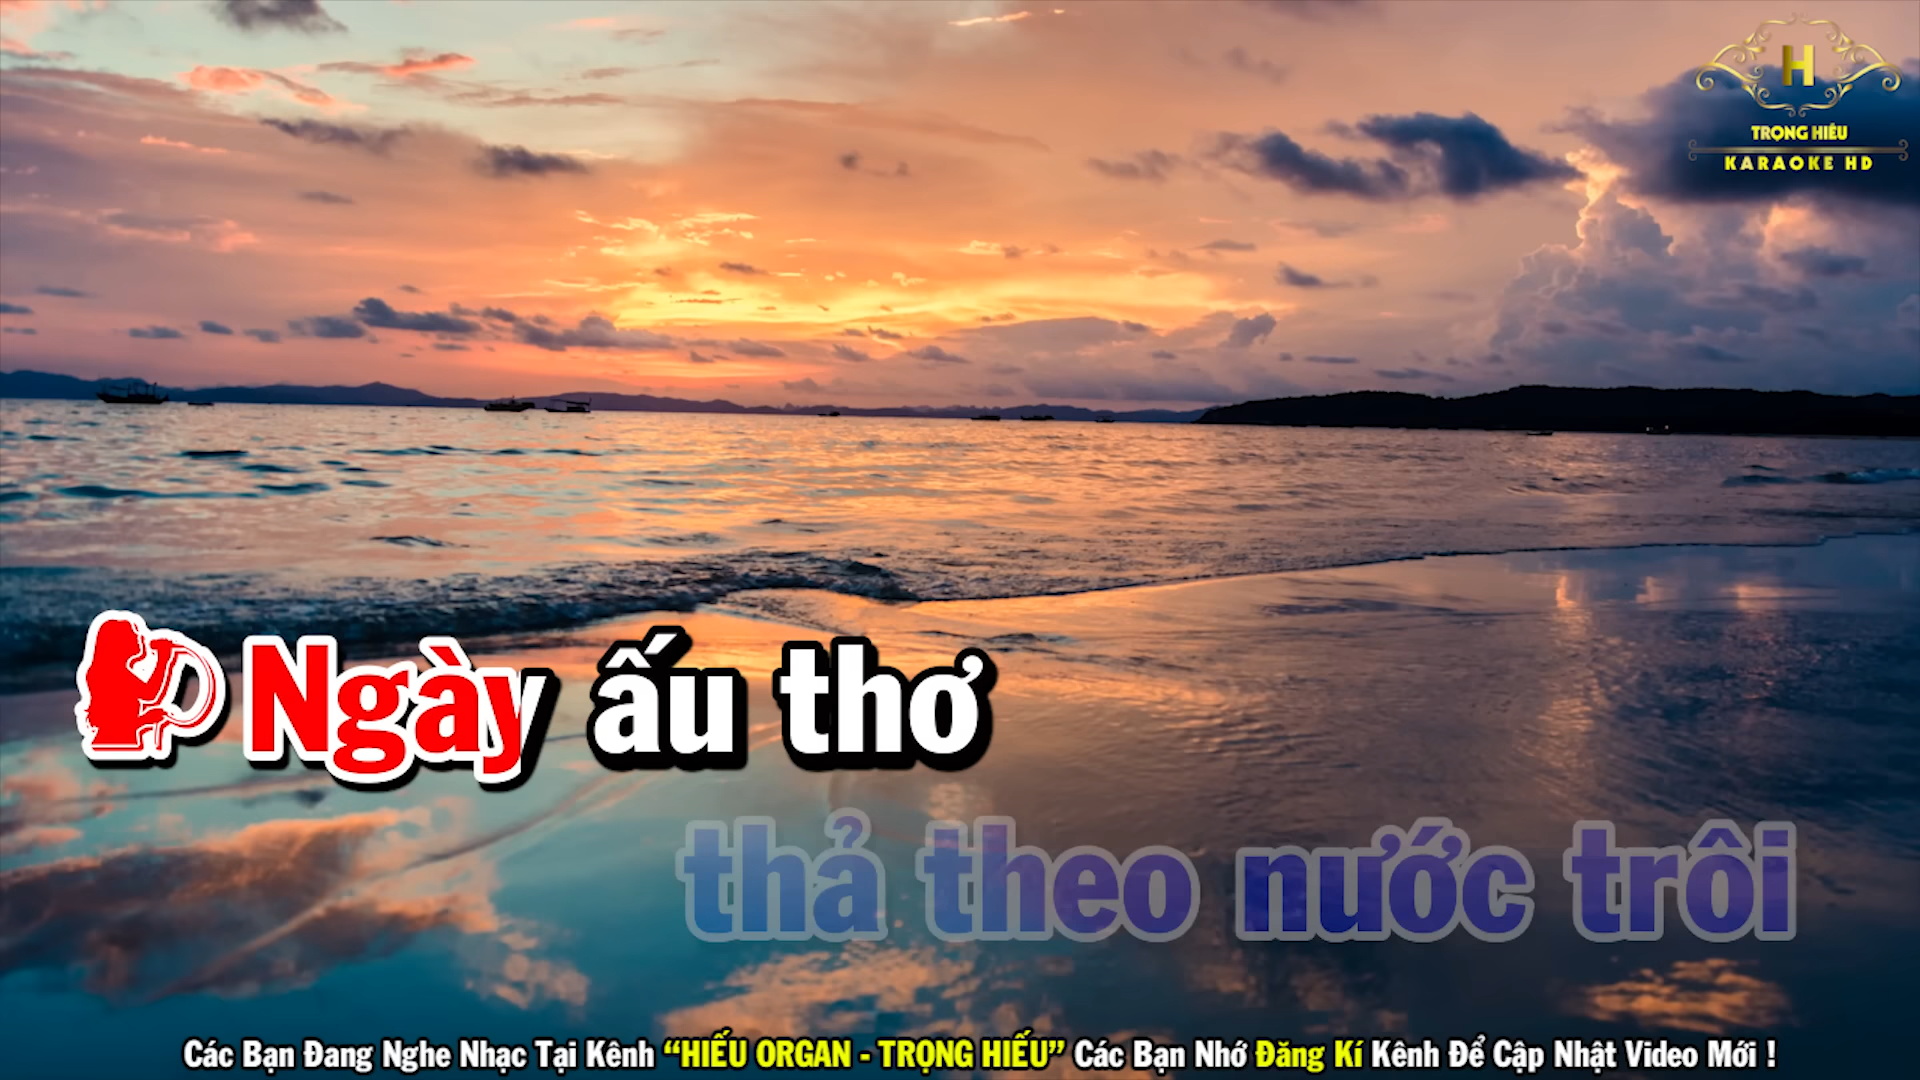 H
TRỌNG HIẾU
KARAOKE HD
Ngày ấu thơ
thả theo nước trôi
Các Bạn Đang Nghe Nhạc Tại Kênh “HIẾU ORGAN - TRỌNG HIẾU” Các Bạn Nhớ Đăng Kí Kênh Để Cập Nhật Video Mới !